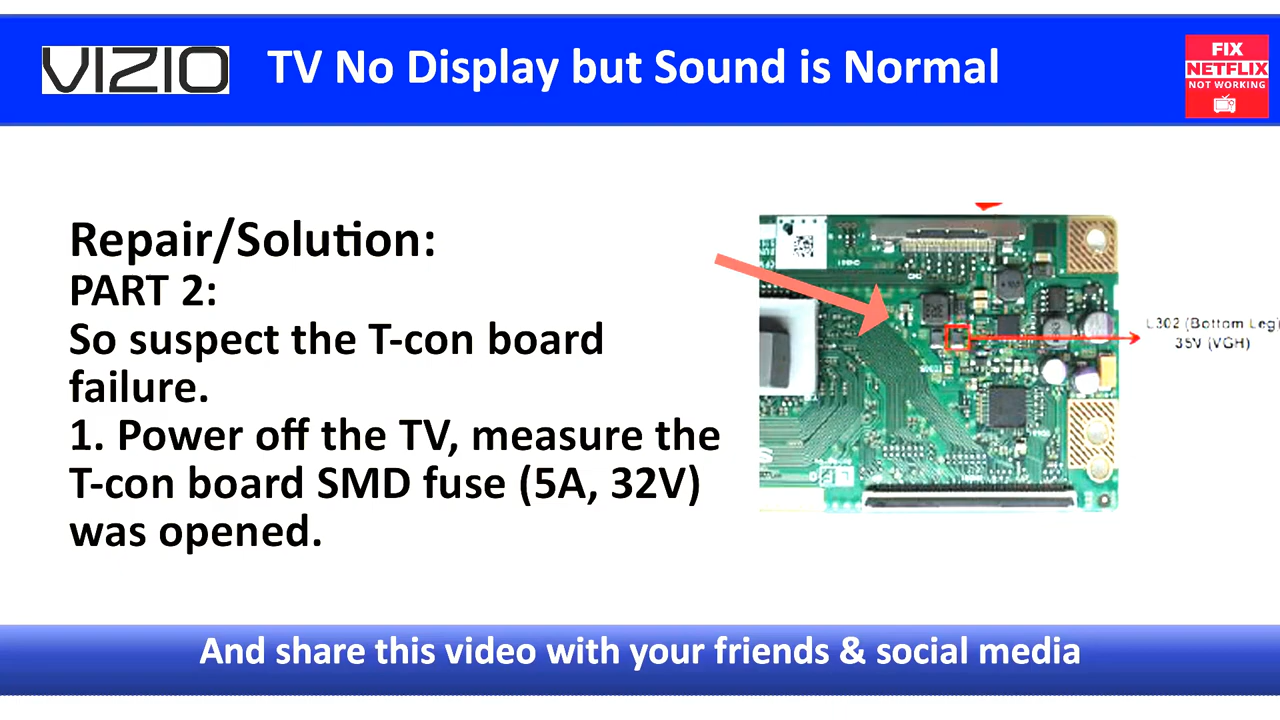 VIZIO
TV No Display but Sound is Normal
FIX
NETFLIX
NOT WORKING
Repair/Solution:
PART 2:
So suspect the T-con board
failure.
1. Power off the TV, measure the
T-con board SMD fuse (5A, 32V)
was opened.
L302 (Bottom Leg)
35V (VGH)
And share this video with your friends & social media